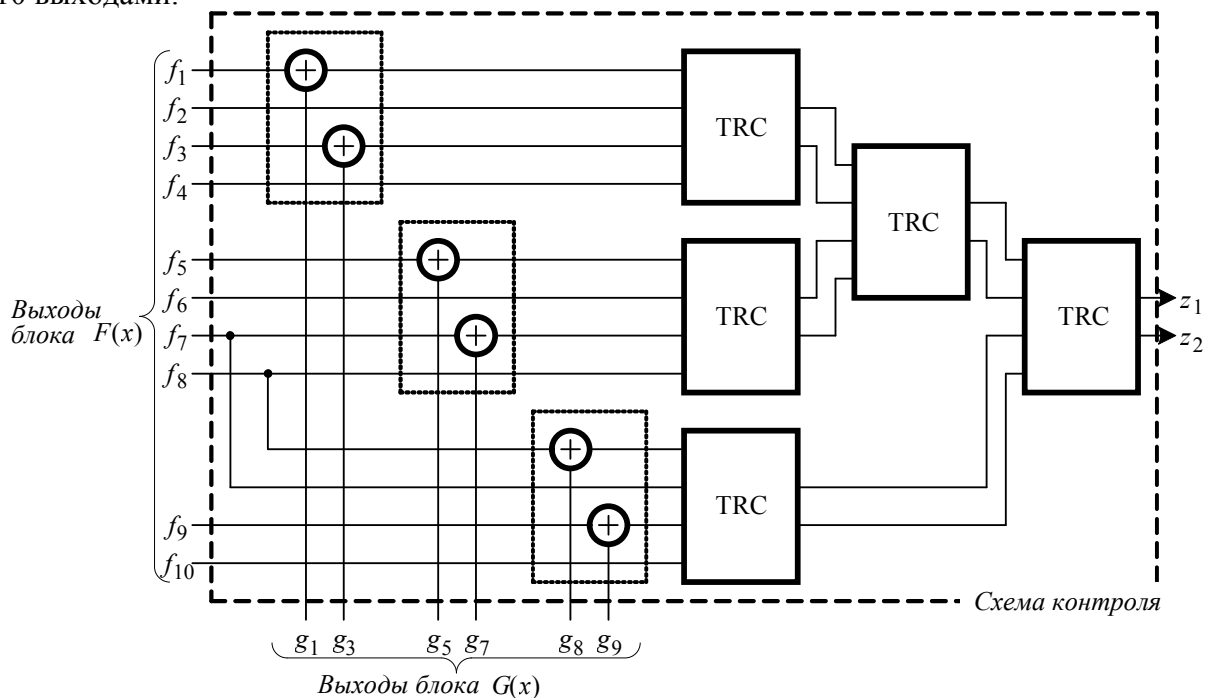 го выходами.
f1
f2
TRC
f3
f4
TRC
f5
f6
Выходы
блока F(x)
TRC
TRC
z1
f7
z2
f8
TRC
f9
f10
Схема контроля
g1 g3 g5 g7 g8 g9
Выходы блока G(x)